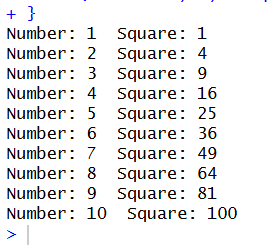 + }
Number: 1  Square: 1
Number: 2  Square: 4
Number: 3  Square: 9
Number: 4  Square: 16
Number: 5  Square: 25
Number: 6  Square: 36
Number: 7  Square: 49
Number: 8  Square: 64
Number: 9  Square: 81
Number: 10  Square: 100
>